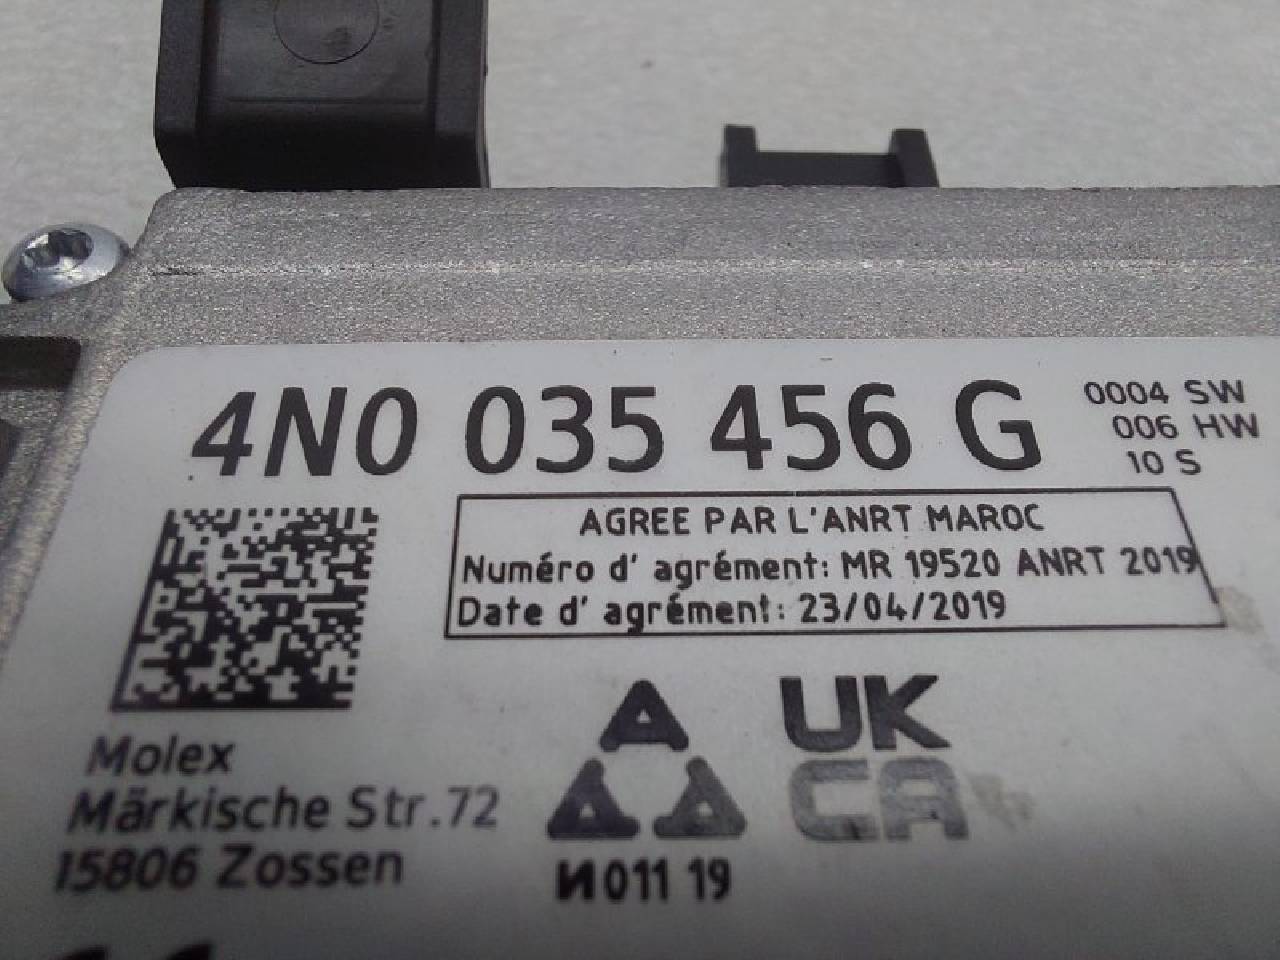 4N0 035 456 G
0004 SW
006 HW
10 S
AGREE PAR L'ANRT MAROC
Numéro d' agrément: MR 19520 ANRT 2019
Date d' agrément: 23/04/2019
Molex
Märkische Str.72
15806 Zossen
A
A A
И011 19
UK
CA